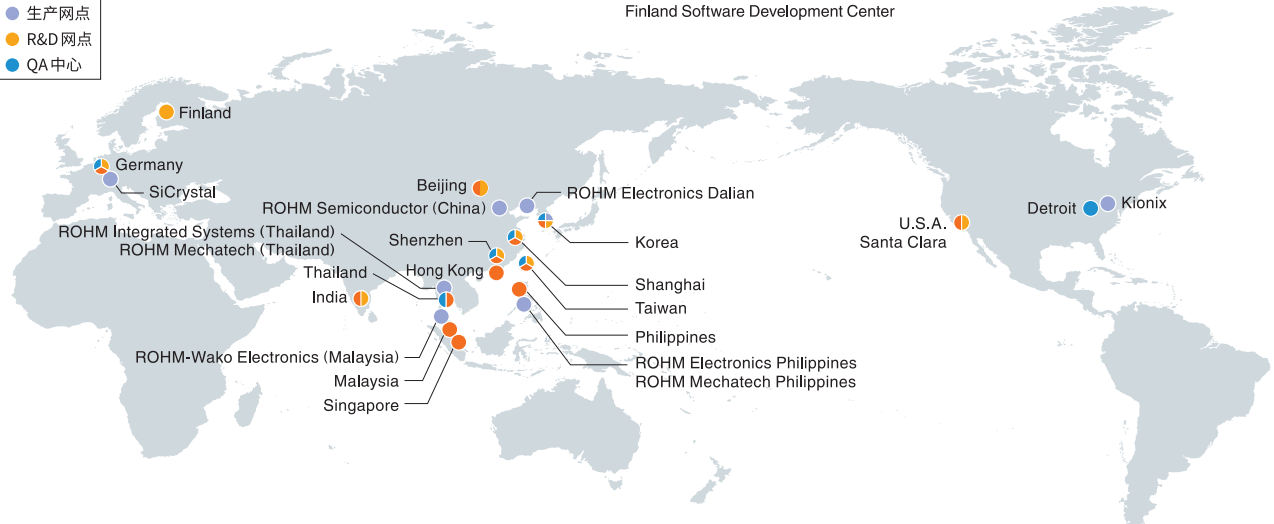 生产网点
R&D网点
QA中心
Finland Software Development Center
Finland
Germany
SiCrystal
Beijing
ROHM Semiconductor (China)
ROHM Integrated Systems (Thailand)
ROHM Mechatech (Thailand)
Shenzhen
Thailand
Hong Kong
India
ROHM-Wako Electronics (Malaysia)
Malaysia
Singapore
ROHM Electronics Dalian
Korea
Shanghai
Taiwan
Philippines
ROHM Electronics Philippines
ROHM Mechatech Philippines
U.S.A.
Santa Clara
Detroit
Kionix